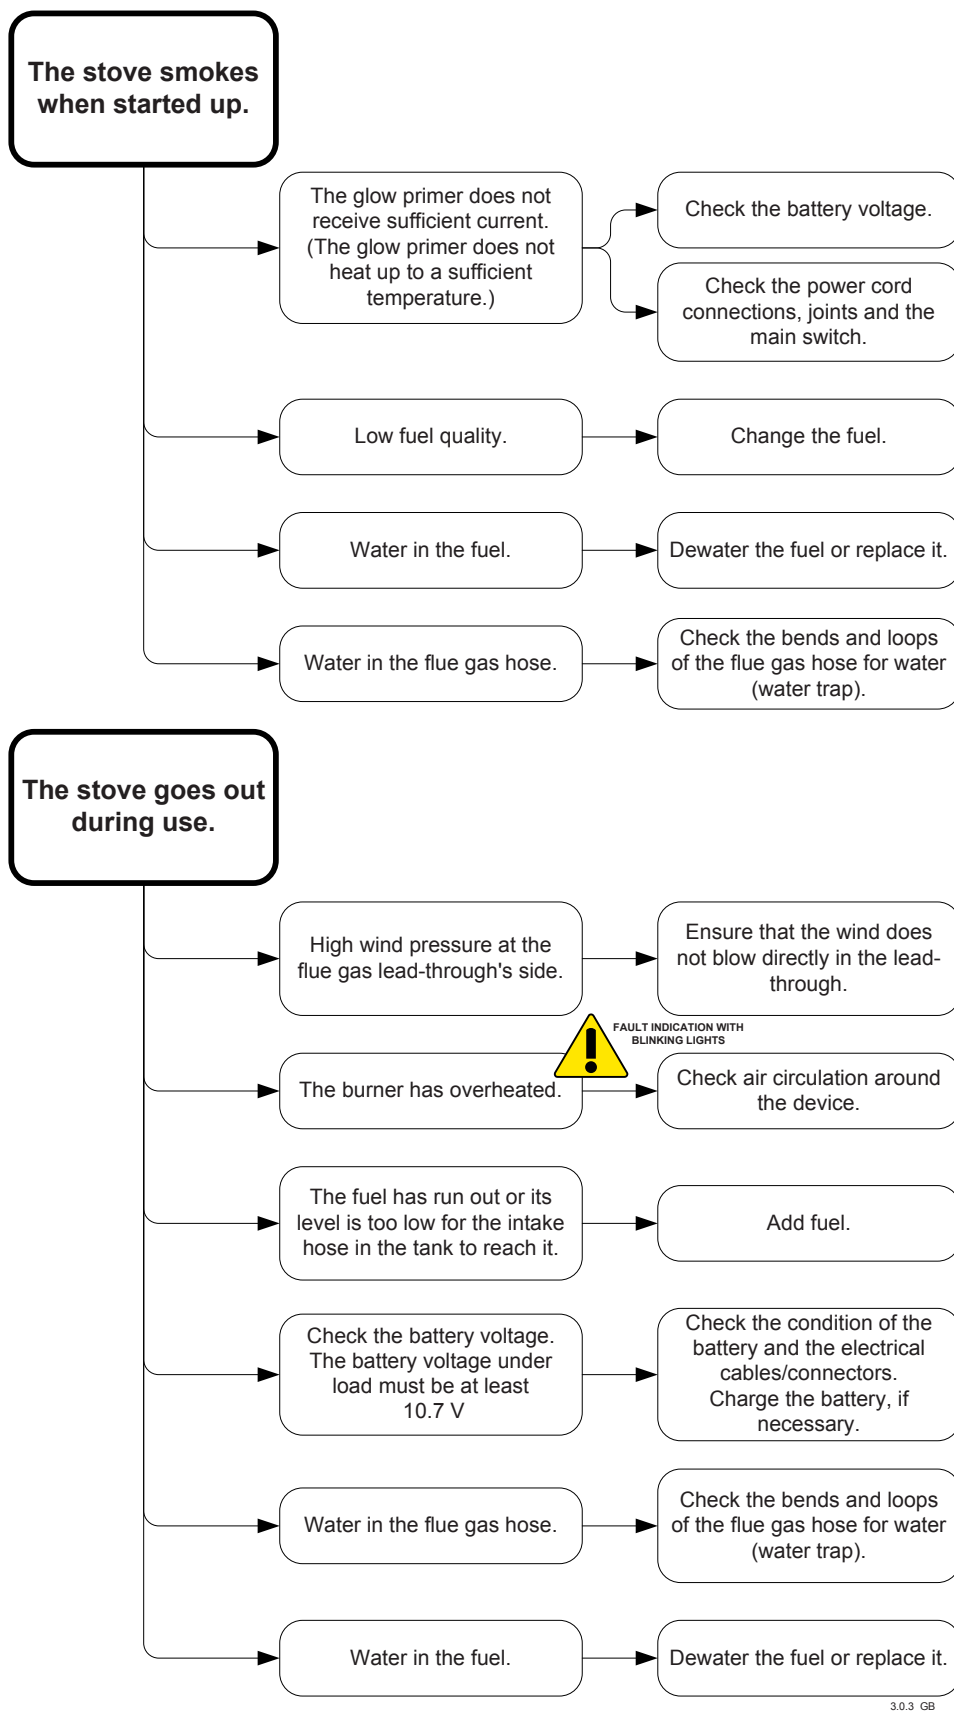 The stove smokes
when started up.
The glow primer does not
receive sufficient current.
(The glow primer does not
heat up to a sufficient
temperature.)
Check the battery voltage.
Check the power cord
connections, joints and the
main switch.
Low fuel quality.
Change the fuel.
Water in the fuel.
Dewater the fuel or replace it.
Water in the flue gas hose.
Check the bends and loops
of the flue gas hose for water
(water trap).
The stove goes out
during use.
High wind pressure at the
flue gas lead-through's side.
Ensure that the wind does
not blow directly in the lead-
through.
FAULT INDICATION WITH
BLINKING LIGHTS
The burner has overheated.
Check air circulation around
the device.
The fuel has run out or its
level is too low for the intake
hose in the tank to reach it.
Add fuel.
Check the battery voltage.
The battery voltage under
load must be at least
10.7 V
Check the condition of the
battery and the electrical
cables/connectors.
Charge the battery, if
necessary.
Water in the flue gas hose.
Check the bends and loops
of the flue gas hose for water
(water trap).
Water in the fuel.
Dewater the fuel or replace it.
3.0.3 GB